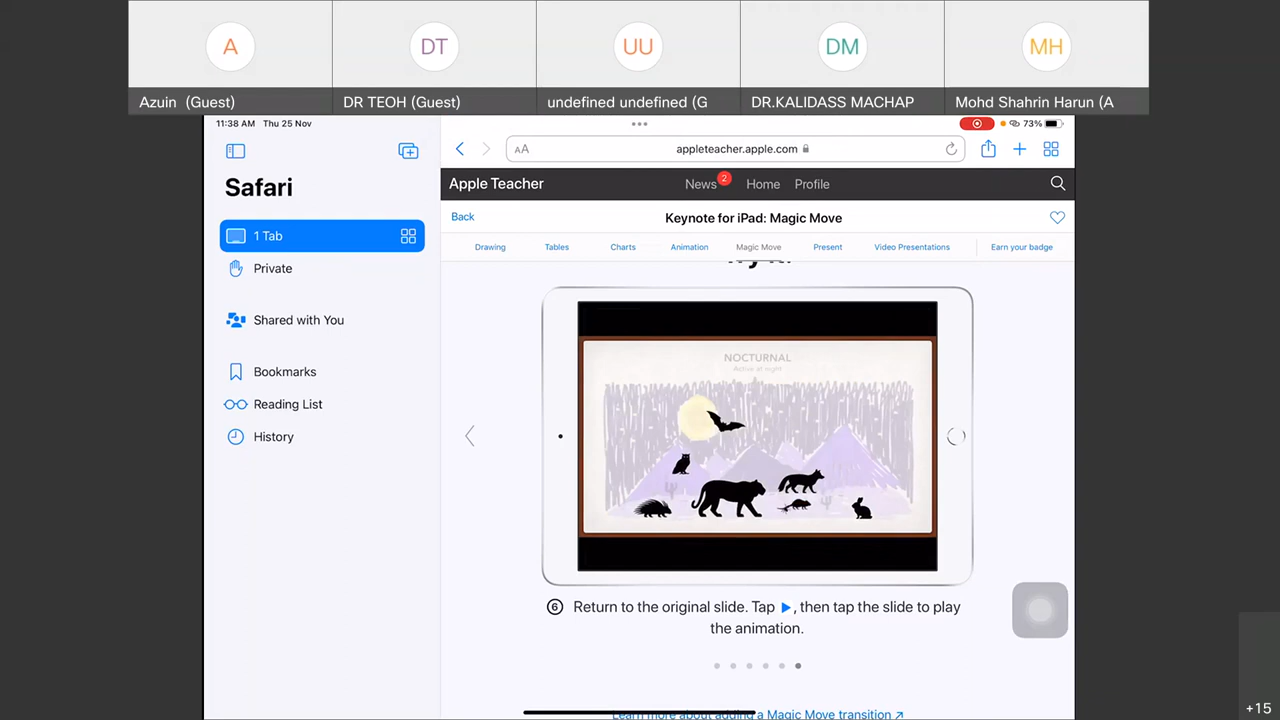 A
DT
UU
DM
MH
Azuin (Guest)
DR TEOH (Guest)
undefined undefined (G
DR.KALIDASS MACHAP
Mohd Shahrin Harun (A
11:38 AM Thu 25 Nov
73%
AA
appleteacher.apple.com
Safari
Apple Teacher
News 2
Home
Profile
1 Tab
Private
Shared with You
Bookmarks
Reading List
History
Back
Keynote for iPad: Magic Move
Drawing
Tables
Charts
Animation
Magic Move
Present
Video Presentations
Earn your badge
NOCTURNAL
Active at night
6 Return to the original slide. Tap ▶, then tap the slide to play
the animation.
Learn more about adding a Magic Move transition ↗
+15